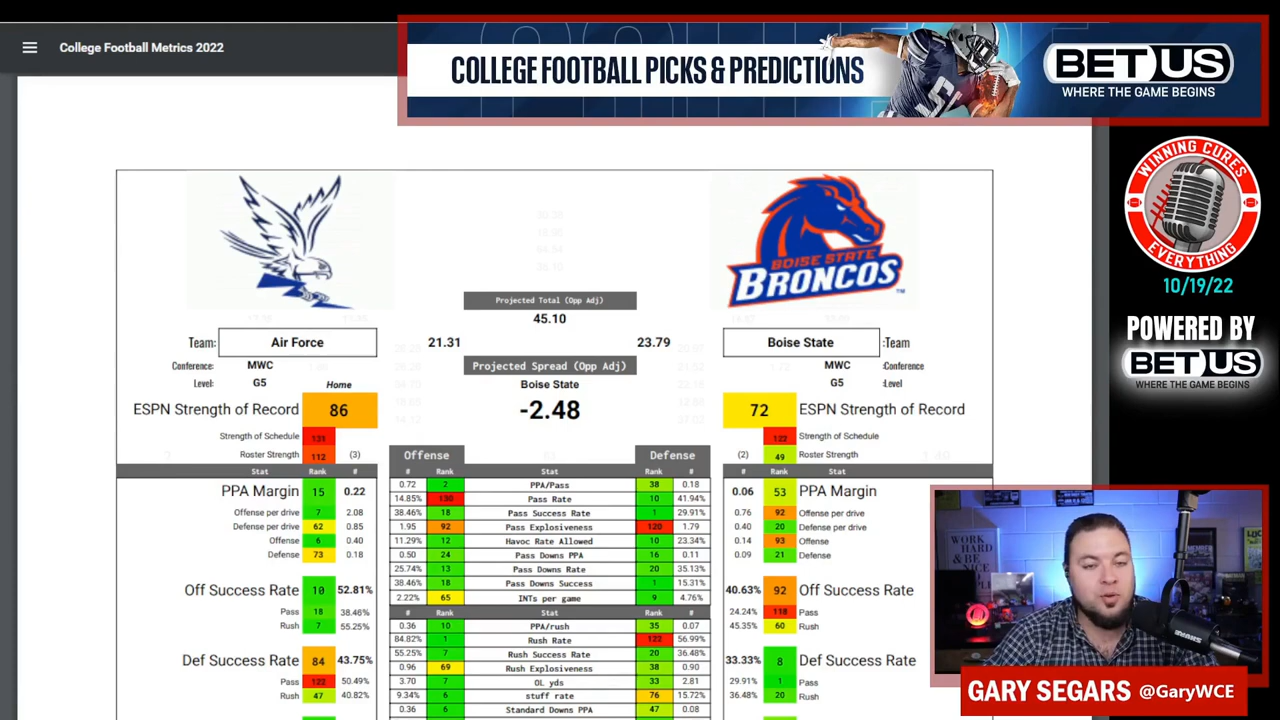 College Football Metrics 2022
COLLEGE FOOTBALL PICKS & PREDICTIONS
BETUS
WHERE THE GAME BEGINS
WINNING CURES
EVERYTHING
10/19/22
POWERED BY
BETUS
WHERE THE GAME BEGINS
BOISE STATE
BRONCOS
Projected Total (Opp Adj)
45.10
Team: Air Force 21.31 23.79 Boise State :Team
Conference: MWC Projected Spread (Opp Adj) MWC :Conference
Level: G5 Home Boise State G5 :Level
ESPN Strength of Record 86 -2.48 72 ESPN Strength of Record
Strength of Schedule 131 122 Strength of Schedule
Roster Strength 112 (3) Offense Defense (2) 49 Roster Strength
Stat Rank # # Rank Stat Rank # # Rank Stat
PPA Margin 15 0.22 0.06 53 PPA Margin
Offense per drive 7 2.08 0.76 92 Offense per drive
Defense per drive 62 0.85 0.40 20 Defense per drive
Offense 6 0.40 0.14 93 Offense
Defense 73 0.18 0.09 21 Defense
Off Success Rate 10 52.81% 40.63% 92 Off Success Rate
Pass 18 38.46% 24.24% 118 Pass
Rush 7 55.25% 45.35% 60 Rush
Def Success Rate 84 43.75% 33.33% 8 Def Success Rate
Pass 122 50.49% 29.91% 1 Pass
Rush 47 40.82% 36.48% 20 Rush
0.72 2 PPA/Pass 38 0.18
14.85% 130 Pass Rate 10 41.94%
38.46% 18 Pass Success Rate 1 29.91%
1.95 92 Pass Explosiveness 120 1.79
11.29% 12 Havoc Rate Allowed 10 23.34%
0.50 24 Pass Downs PPA 16 0.11
25.74% 13 Pass Downs Rate 20 35.13%
38.46% 18 Pass Downs Success 1 15.31%
2.22% 65 INTs per game 9 4.76%
# Rank Stat Rank #
0.36 10 PPA/rush 35 0.07
84.82% 1 Rush Rate 122 56.99%
55.25% 7 Rush Success Rate 20 36.48%
0.96 69 Rush Explosiveness 38 0.90
3.70 7 OL yds 33 2.81
9.34% 6 stuff rate 76 15.72%
0.36 6 Standard Downs PPA 47 0.08
GARY SEGARS @GaryWCE